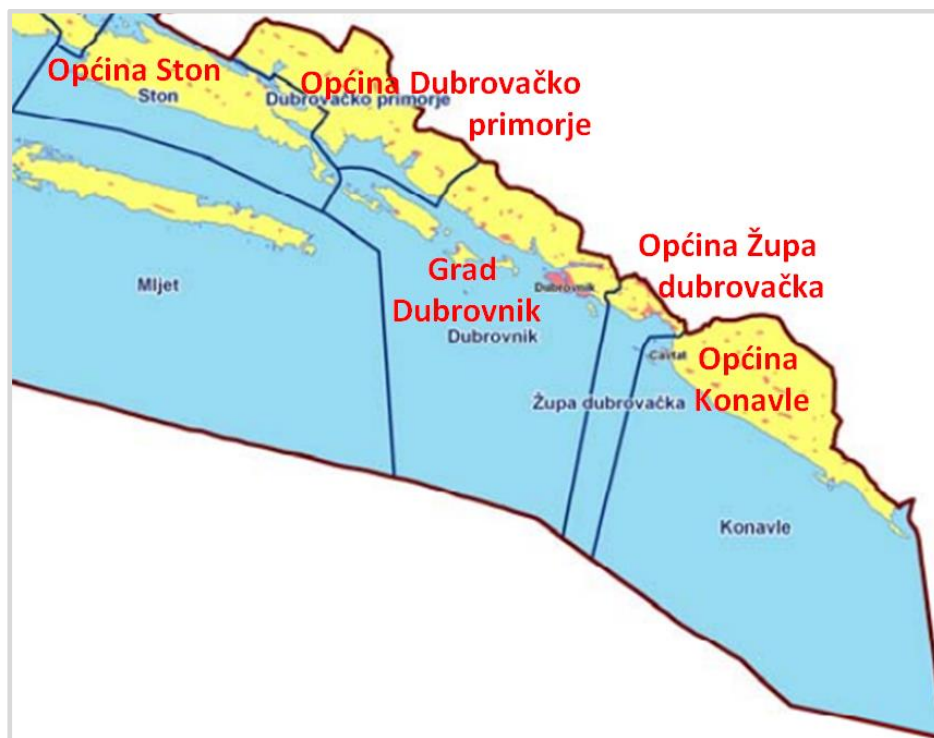 Općina Ston
Ston
Općina Dubrovačko
primorje
Dubrovačko primorje
Općina Župa
dubrovačka
Grad
Dubrovnik
Dubrovnik
Dubrovnik
Mljet
Cavtat
Općina
Konavle
Župa dubrovačka
Konavle